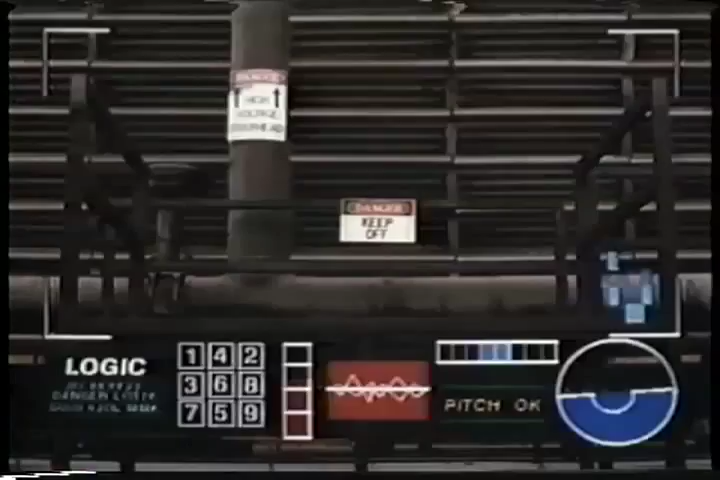 DANGER
HIGH
VOLTAGE
OVERHEAD
DANGER
KEEP
OFF
LOGIC
1 4 2
3 6 8
7 5 9
PITCH OK